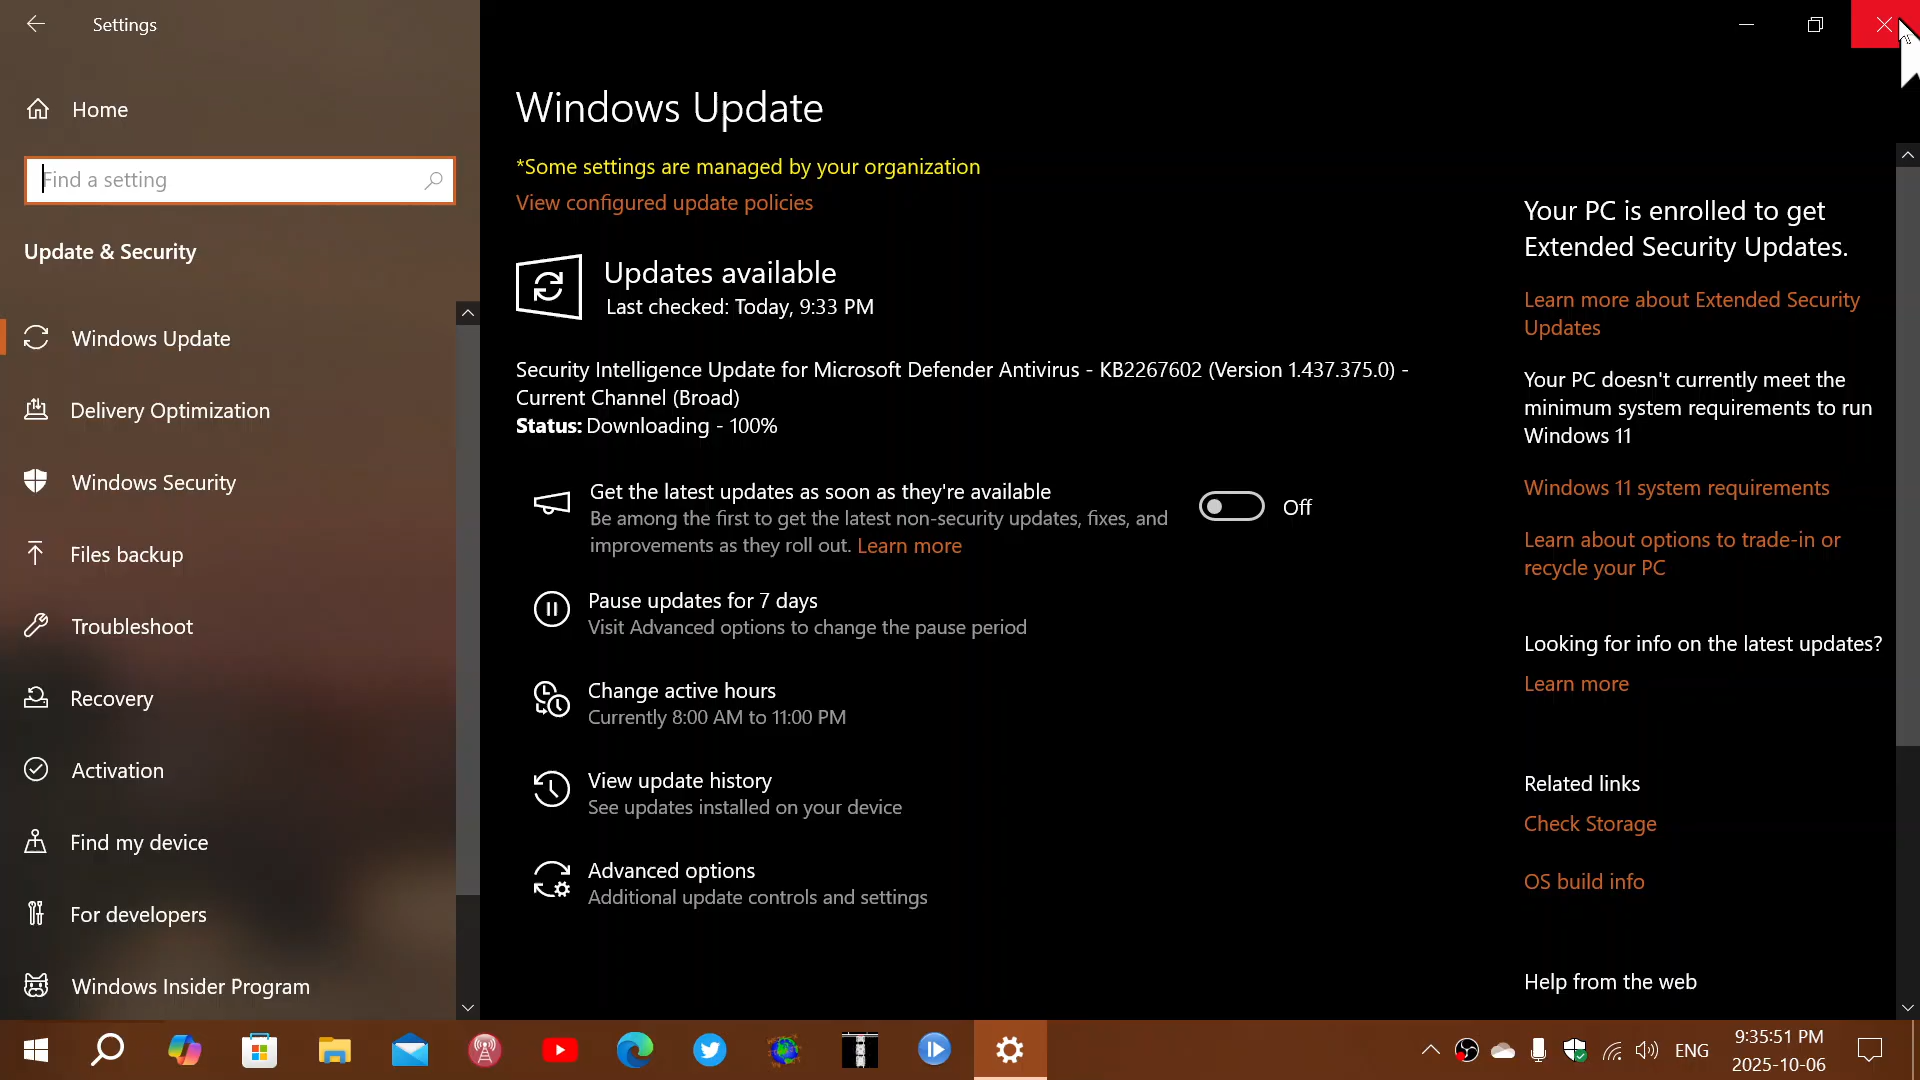 Settings
Home
Find a setting
Update & Security
Windows Update
Delivery Optimization
Windows Security
Files backup
Troubleshoot
Recovery
Activation
Find my device
For developers
Windows Insider Program
Windows Update
*Some settings are managed by your organization
View configured update policies
Updates available
Last checked: Today, 9:33 PM
Security Intelligence Update for Microsoft Defender Antivirus - KB2267602 (Version 1.437.375.0) -
Current Channel (Broad)
Status: Downloading - 100%
Get the latest updates as soon as they're available
Be among the first to get the latest non-security updates, fixes, and
improvements as they roll out. Learn more
Off
Pause updates for 7 days
Visit Advanced options to change the pause period
Change active hours
Currently 8:00 AM to 11:00 PM
View update history
See updates installed on your device
Advanced options
Additional update controls and settings
Your PC is enrolled to get
Extended Security Updates.
Learn more about Extended Security
Updates
Your PC doesn't currently meet the
minimum system requirements to run
Windows 11
Windows 11 system requirements
Learn about options to trade-in or
recycle your PC
Looking for info on the latest updates?
Learn more
Related links
Check Storage
OS build info
Help from the web
ENG
9:35:51 PM
2025-10-06